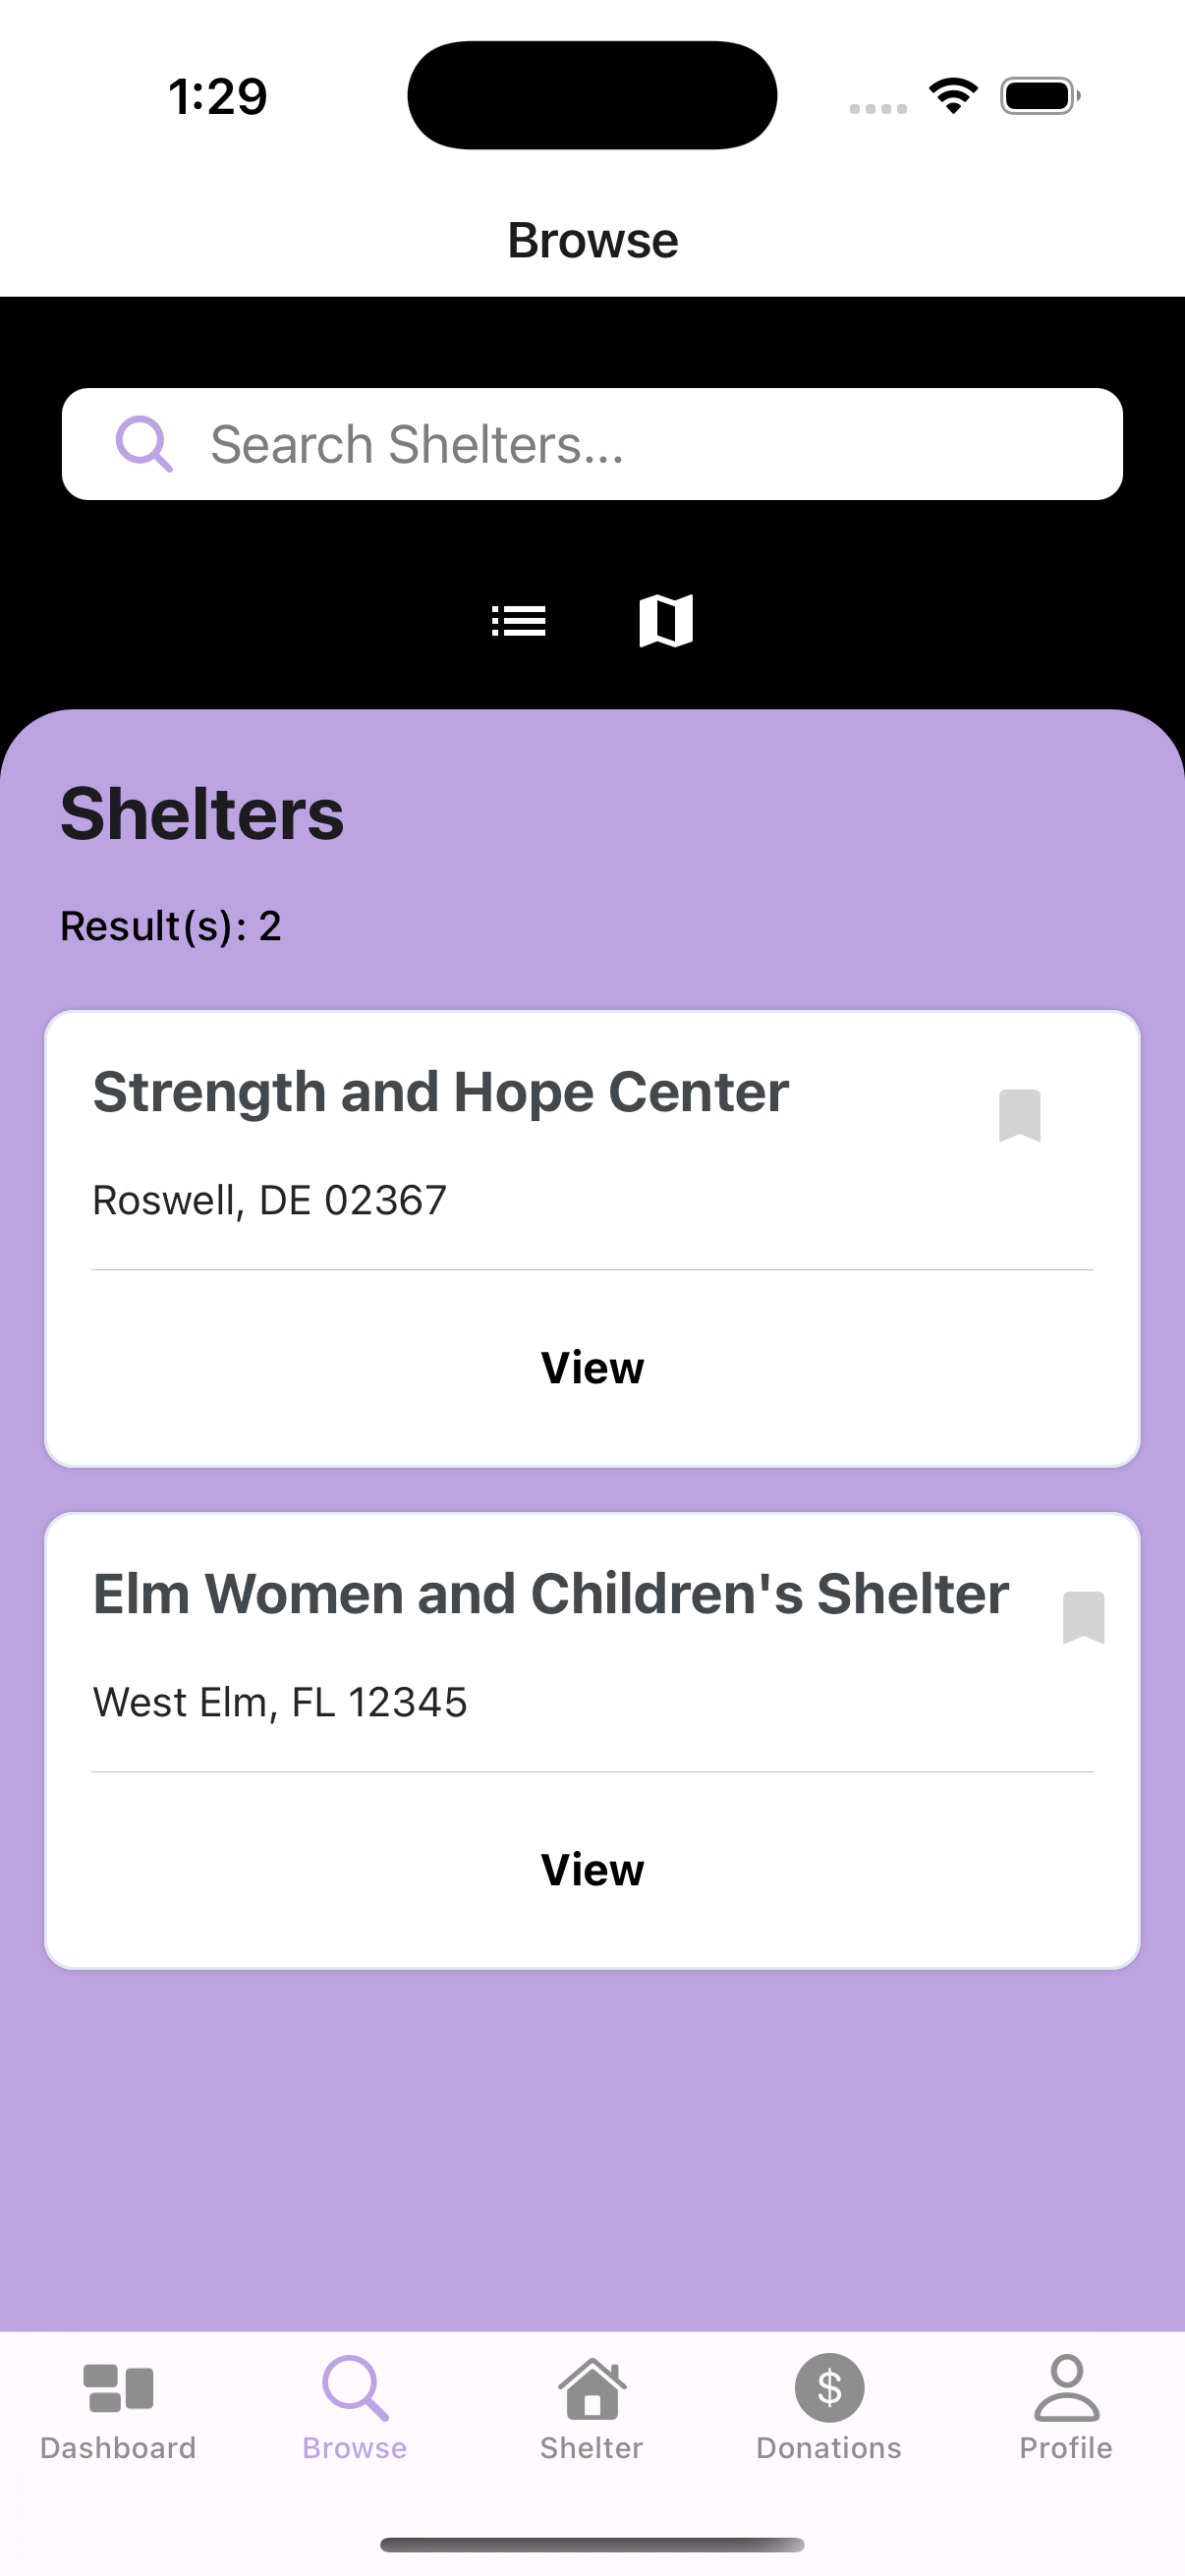 1:29
Browse
Search Shelters...
Shelters
Result(s): 2
Strength and Hope Center
Roswell, DE 02367
View
Elm Women and Children's Shelter
West Elm, FL 12345
View
$
Dashboard
Browse
Shelter
Donations
Profile